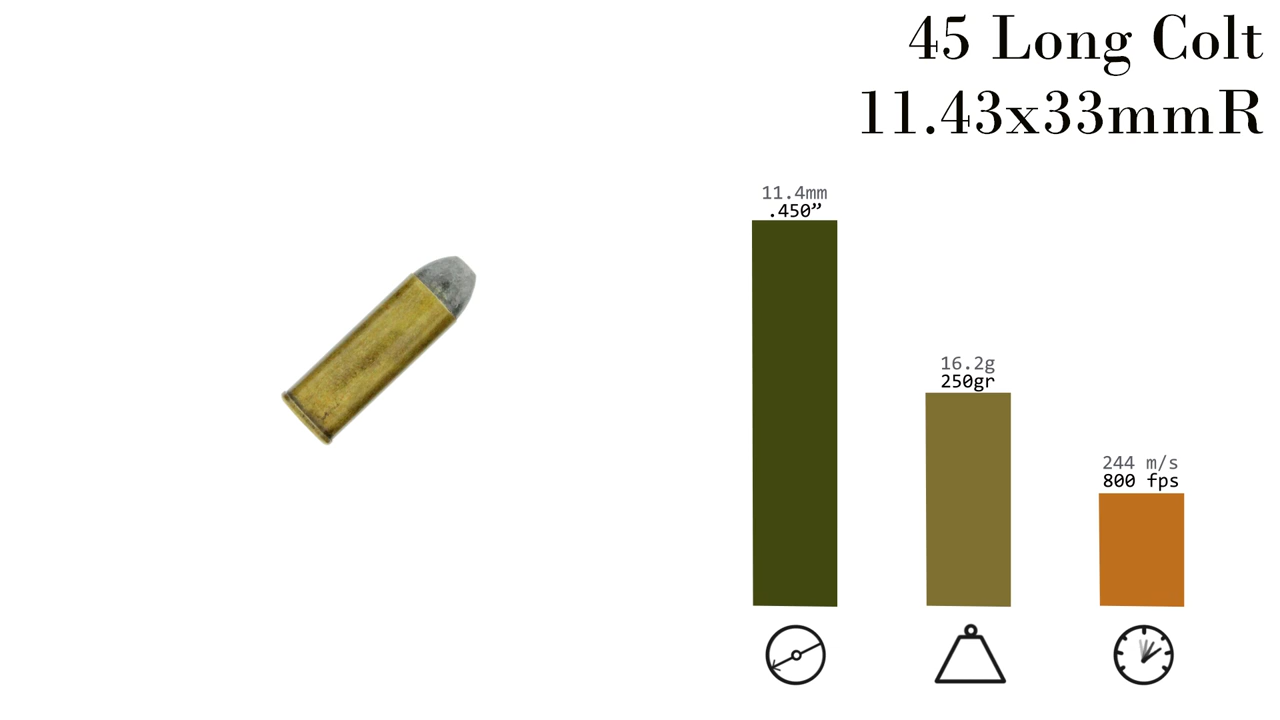 45 Long Colt
11.43x33mmR
11.4mm
.450”
16.2g
250gr
244 m/s
800 fps